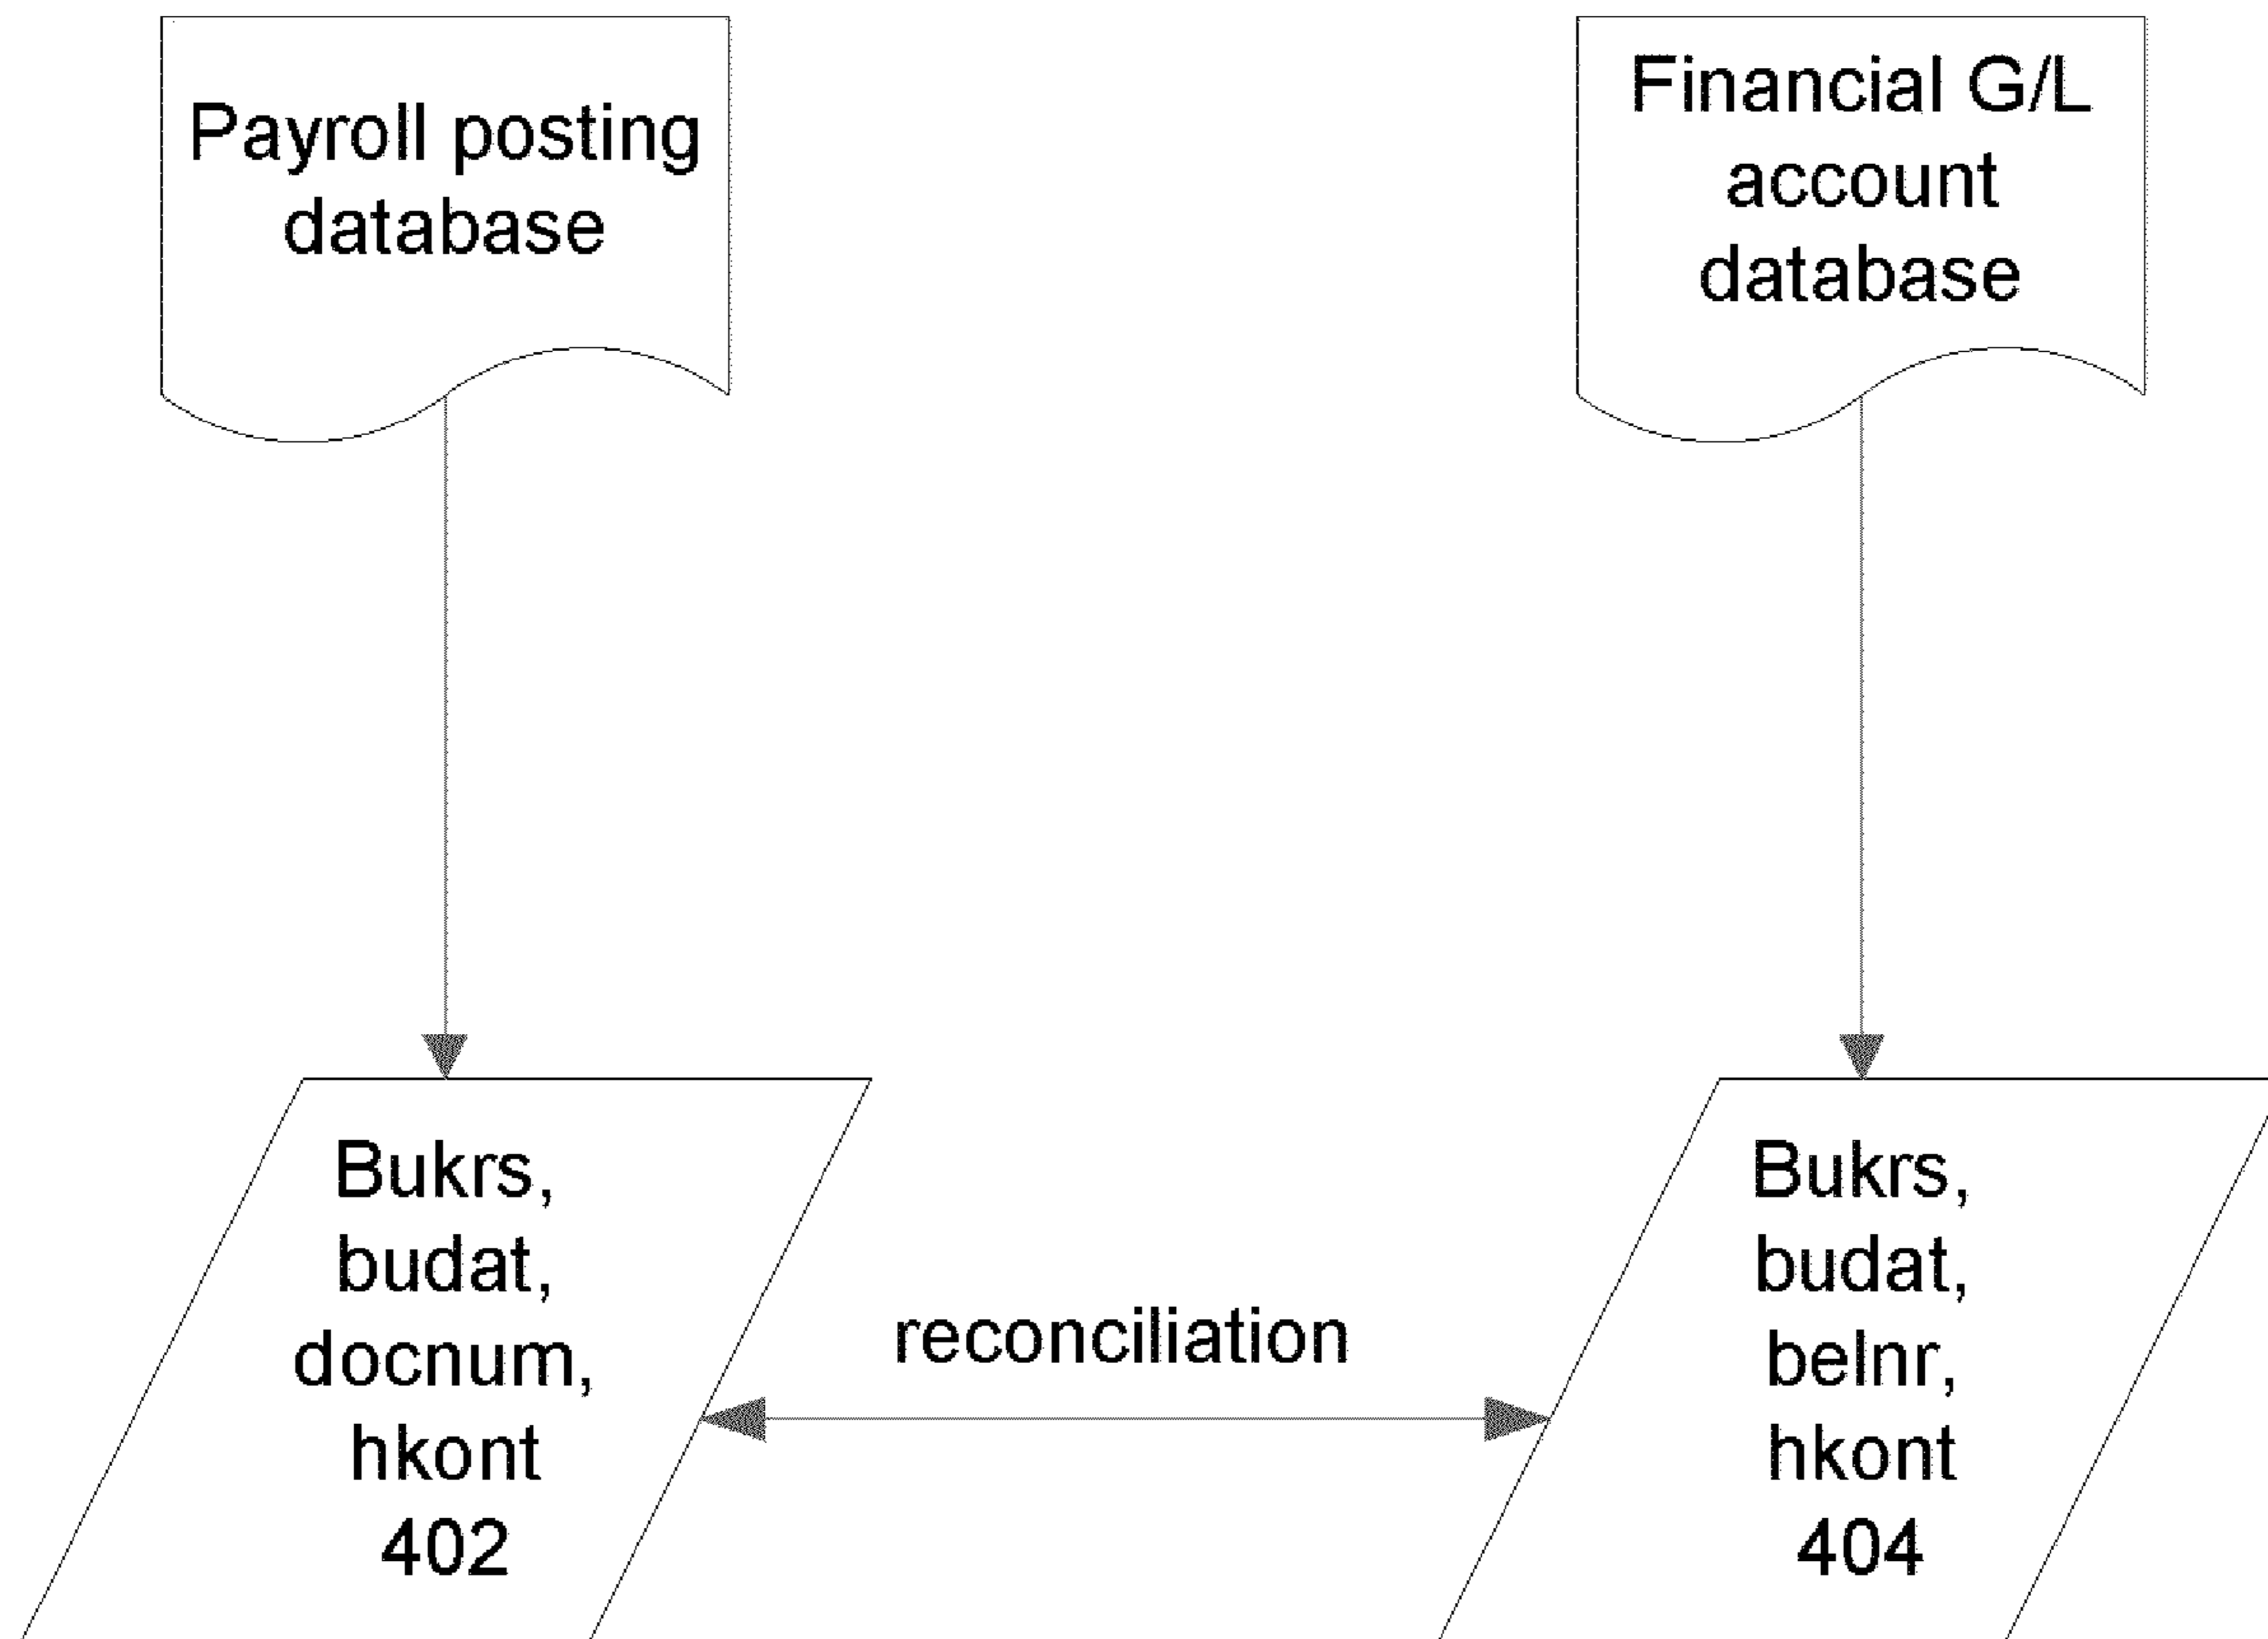 Payroll posting
database
Financial G/L
account
database
Bukrs,
budat,
docnum,
hkont
402
reconciliation
Bukrs,
budat,
belnr,
hkont
404